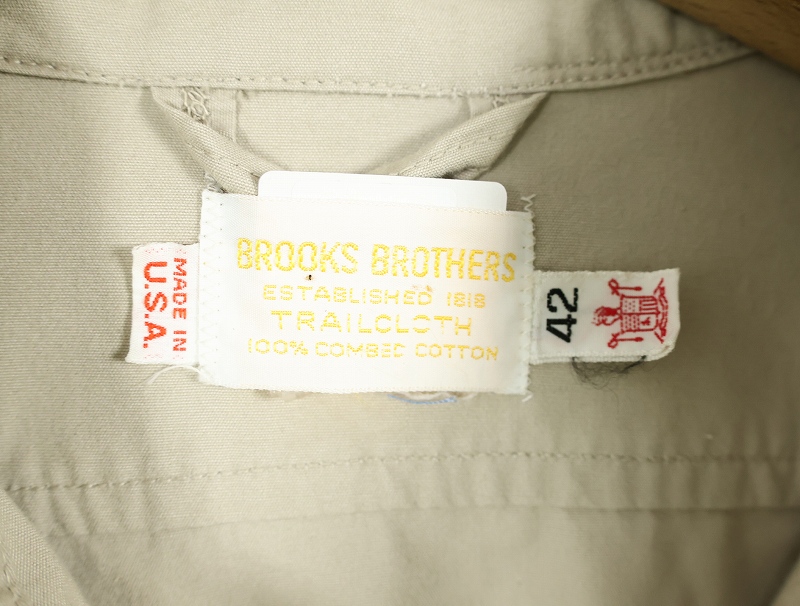 BROOKS BROTHERS
ESTABLISHED 1818
TRAILCLOTH
100% COMBED COTTON
MADE IN
U.S.A.
42